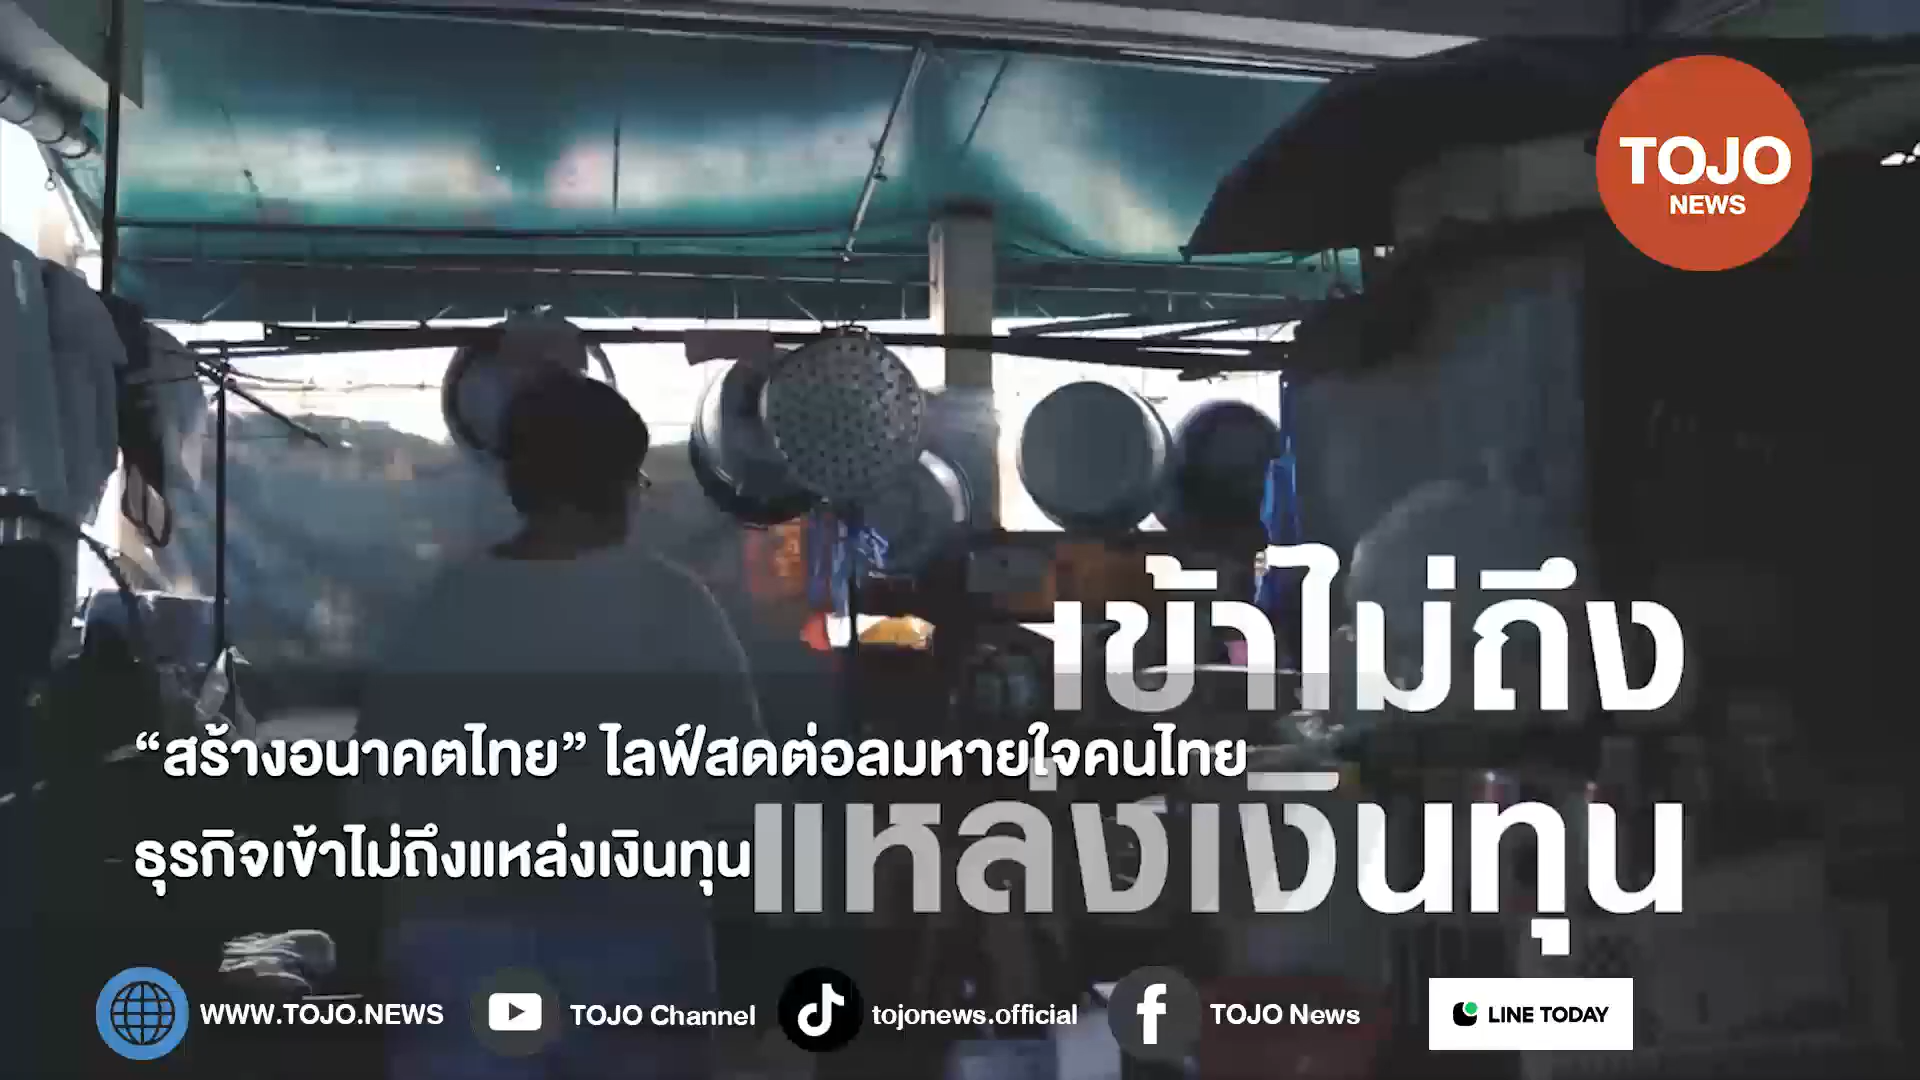 TOJO
NEWS
เข้าไม่ถึง
“สร้างอนาคตไทย” ไลฟ์สดต่อลมหายใจคนไทย
แหล่งเงินทุน
ธุรกิจเข้าไม่ถึงแหล่งเงินทุน
WWW.TOJO.NEWS
TOJO Channel
tojonews.official
TOJO News
LINE TODAY